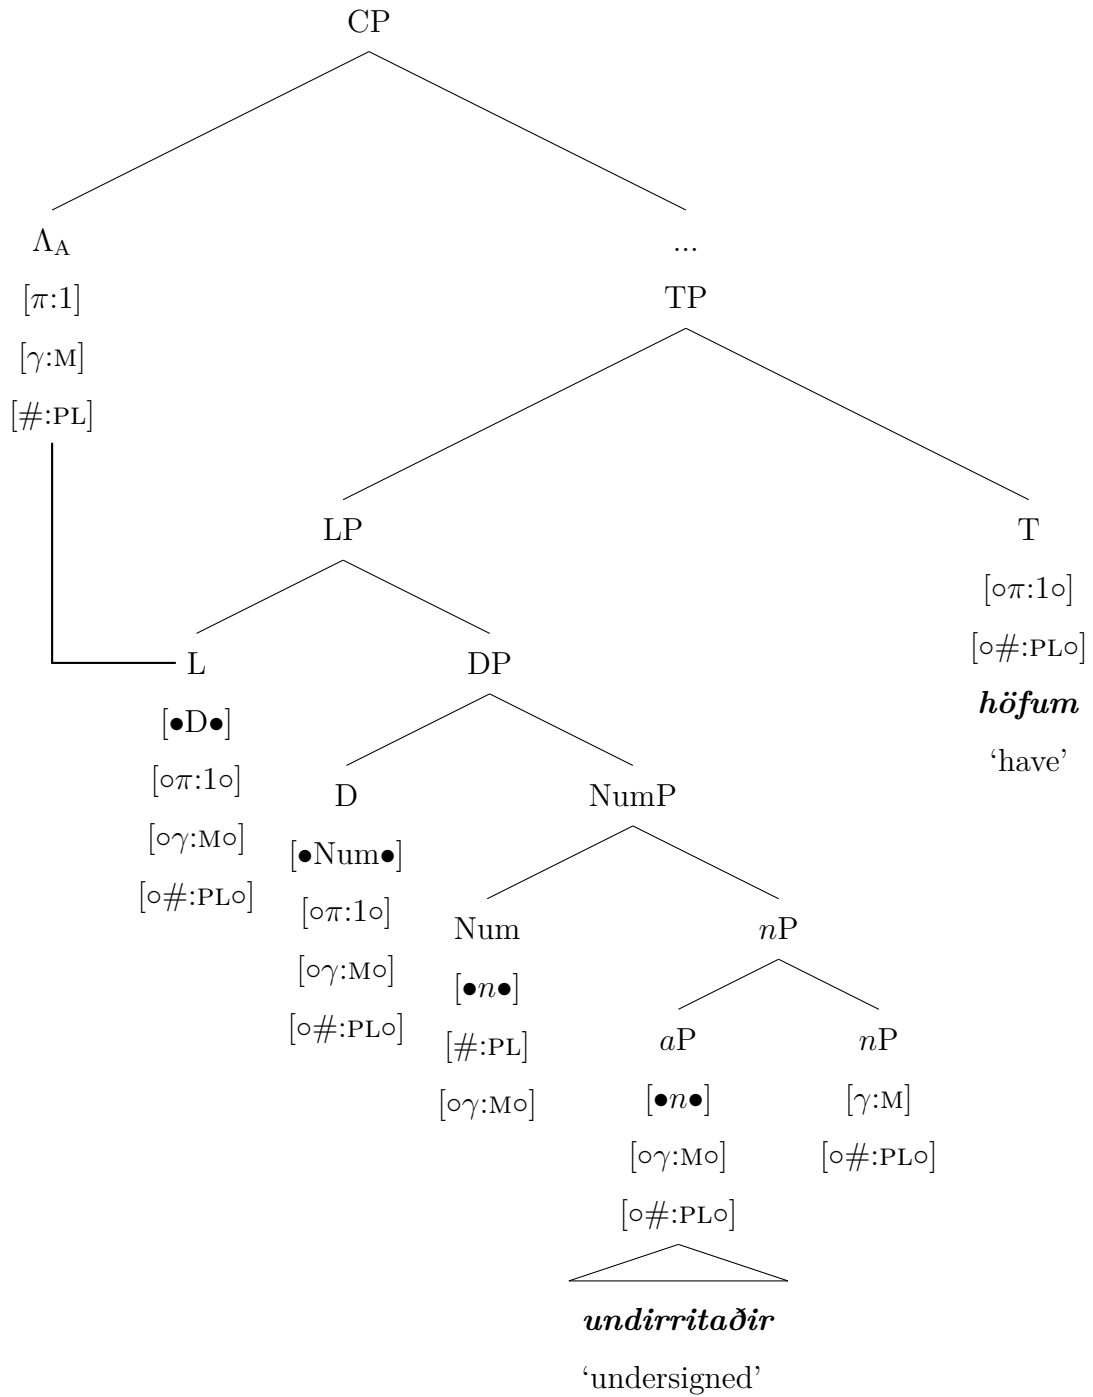 CP
Λ_A ...
[π:1] TP
[γ:M]
[#:PL]
LP T
[∘π:1∘]
[∘#:PL∘]
höfum
‘have’
L DP
[●D●]
[∘π:1∘]
[∘γ:M∘]
[∘#:PL∘]
D NumP
[●Num●]
[∘π:1∘]
[∘γ:M∘]
[∘#:PL∘]
Num nP
[●n●]
[#:PL]
[∘γ:M∘]
aP nP
[●n●] [γ:M]
[∘γ:M∘] [∘#:PL∘]
[∘#:PL∘]
undirritaðir
‘undersigned’